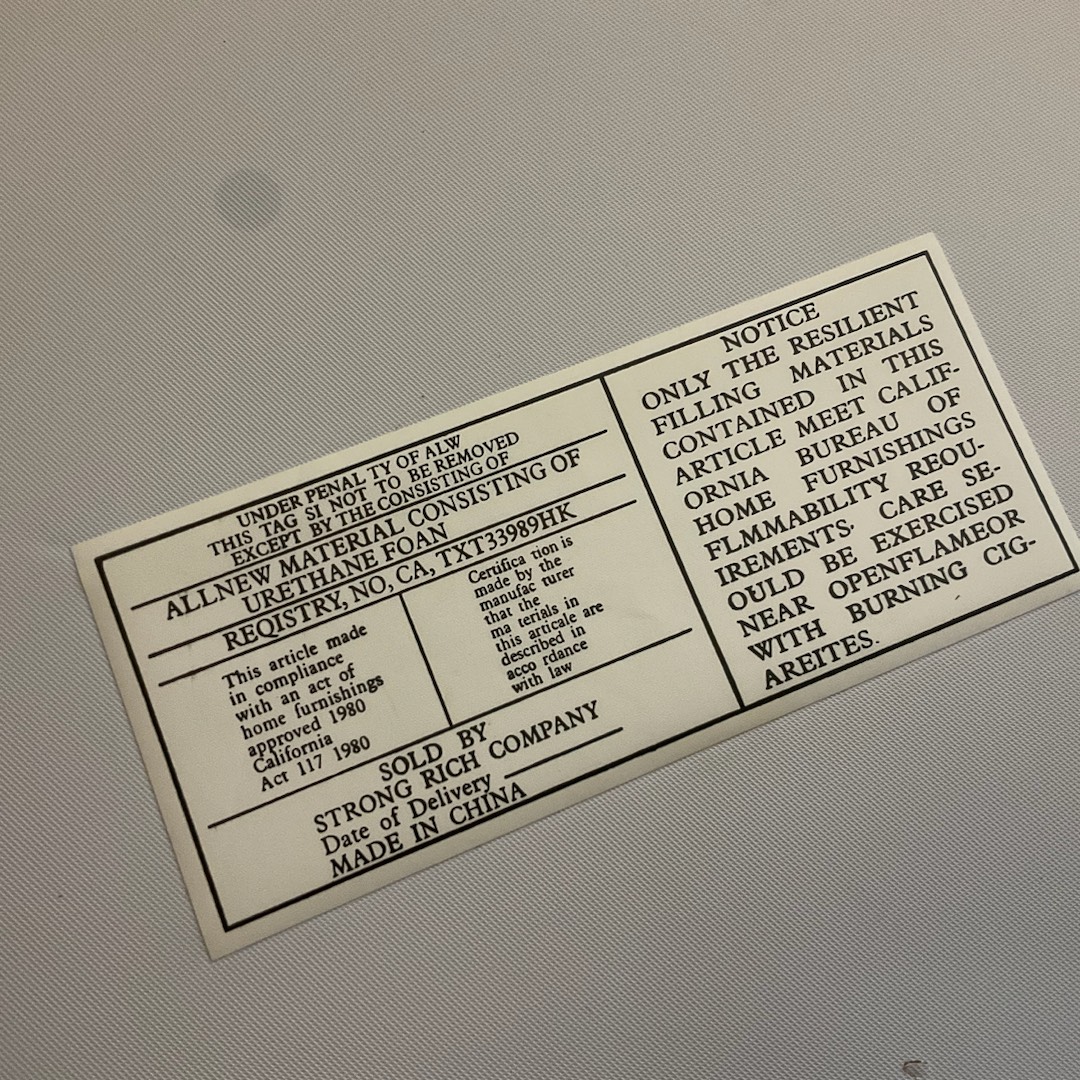 UNDER PENAL TY OF ALW
THIS TAG SI NOT TO BE REMOVED
EXCEPT BY THE CONSISTING OF
ALLNEW MATERIAL CONSISTING OF
URETHANE FOAN
REQISTRY, NO, CA, TXT33989HK
This article made
in compliance
with an act of
home furnishings
approved 1980
California
Act 117 1980
Certifica tion is
made by the
manufac turer
that the
ma terials in
this articale are
described in
acco rdance
with law
SOLD BY
STRONG RICH COMPANY
Date of Delivery
MADE IN CHINA
NOTICE
ONLY THE RESILIENT
FILLING MATERIALS
CONTAINED IN THIS
ARTICLE MEET CALIF-
ORNIA BUREAU OF
HOME FURNISHINGS
FLMMABILITY REOU-
IREMENTS· CARE SE-
OULD BE EXERCISED
NEAR OPENFLAMEOR
WITH BURNING CIG-
AREITES.